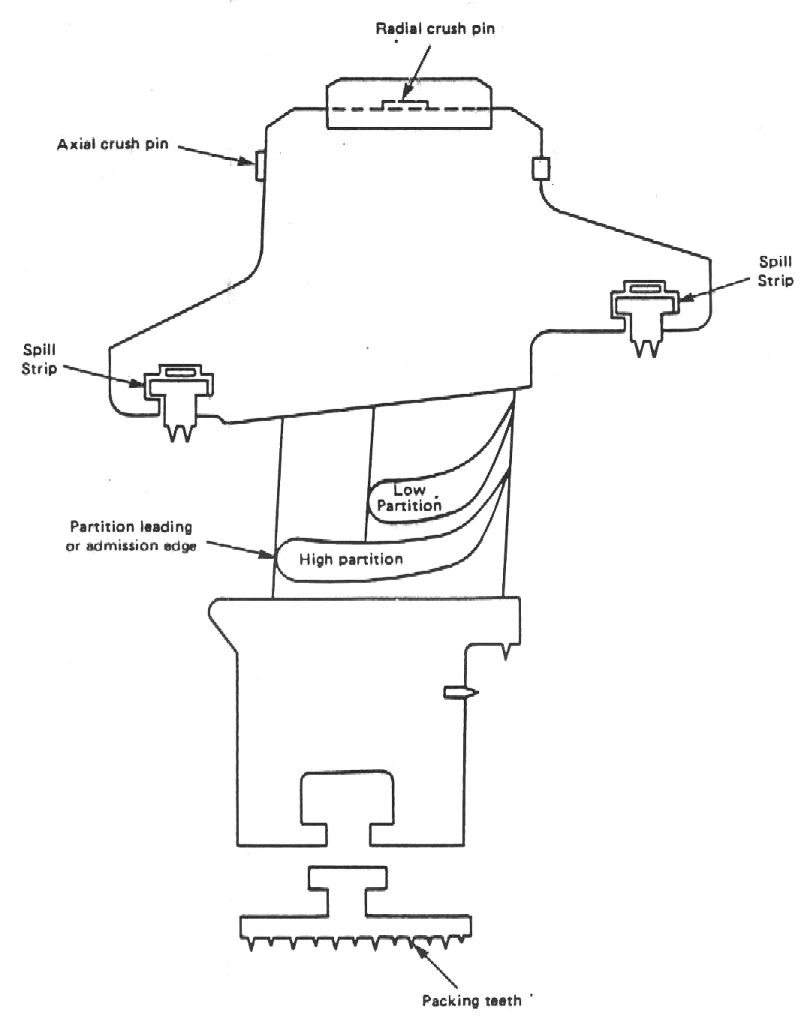 Radial crush pin
Axial crush pin
Spill
Strip
Spill
Strip
Low
Partition
Partition leading
or admission edge
High partition
Packing teeth